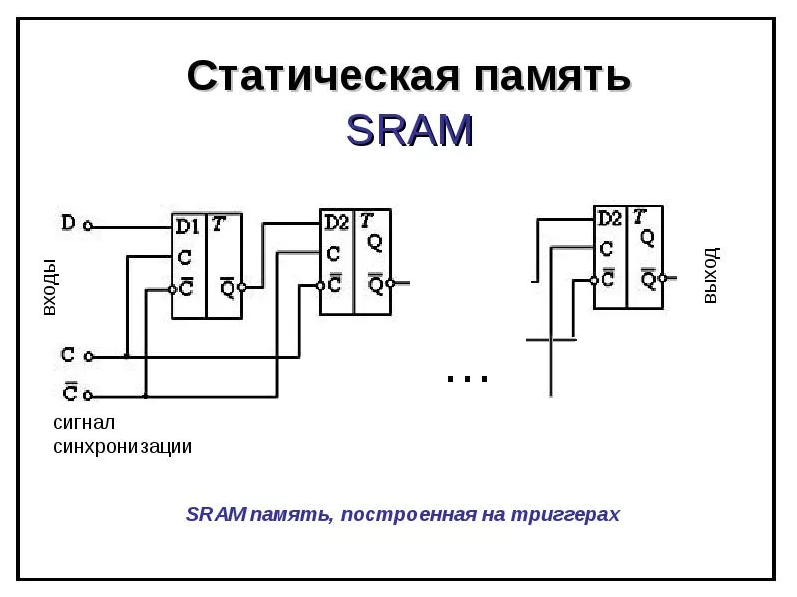 Статическая память
SRAM
D
D1 T
C
C̅
Q̅
D2 T
Q
C
C̅ Q̅
D2 T
Q
C
C̅ Q̅
входы
выход
C
C̅
...
сигнал
синхронизации
SRAM память, построенная на триггерах